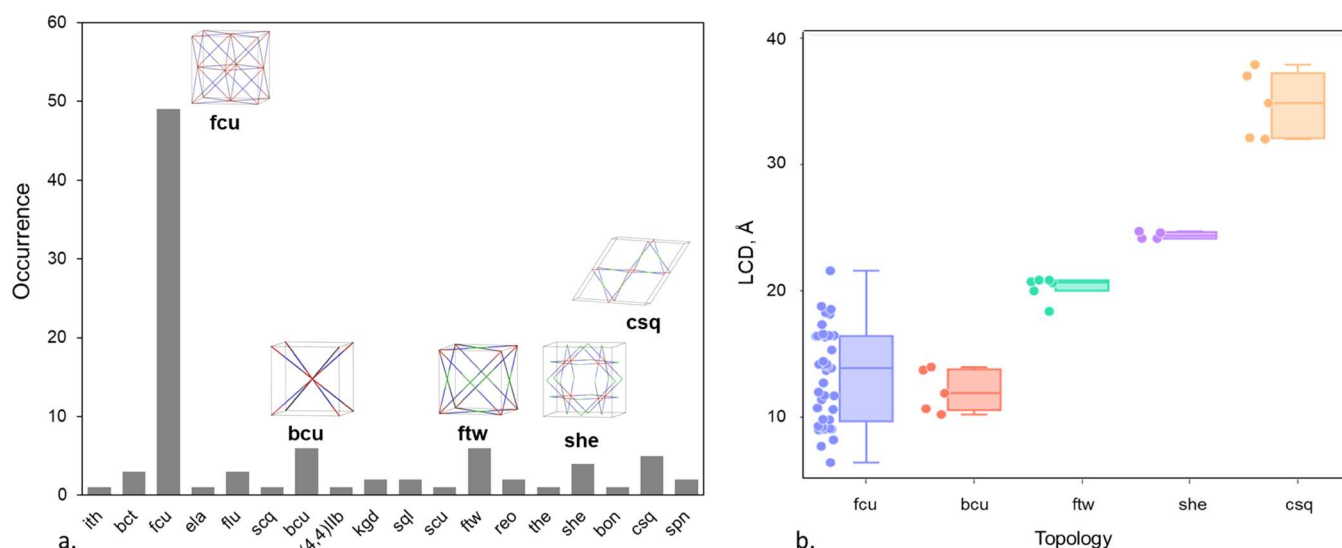 60
50
40
30
20
10
0
Occurrence
fcu
bcu
ftw
she
csq
ith
bct
fcu
ela
flu
scq
bcu
(4,4)IIb
kgd
sql
scu
ftw
reo
the
she
bon
csq
spn
a.
40
30
20
10
LCD, Å
fcu
bcu
ftw
she
csq
Topology
b.